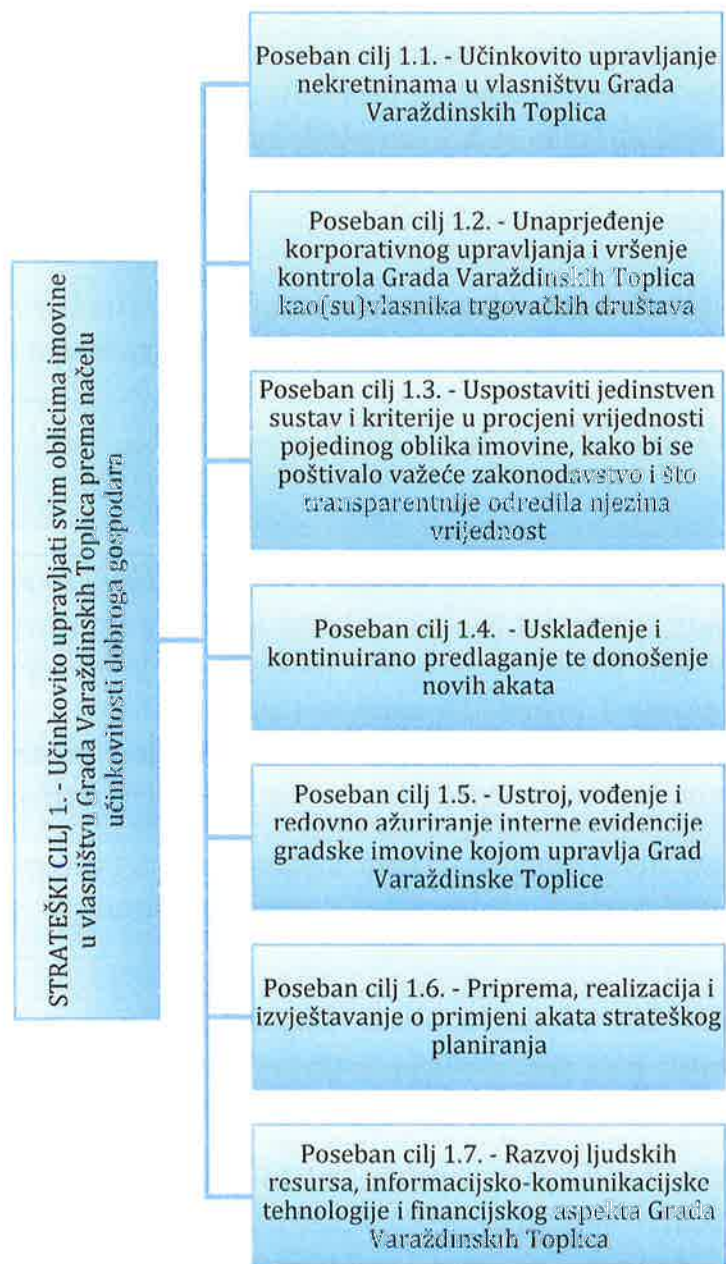 STRATEŠKI CILJ 1. - Učinkovito upravljati svim oblicima imovine
u vlasništvu Grada Varaždinskih Toplica prema načelu
učinkovitosti dobroga gospodara
Poseban cilj 1.1. - Učinkovito upravljanje
nekretninama u vlasništvu Grada
Varaždinskih Toplica
Poseban cilj 1.2. - Unaprjeđenje
korporativnog upravljanja i vršenje
kontrola Grada Varaždinskih Toplica
kao(su)vlasnika trgovačkih društava
Poseban cilj 1.3. - Uspostaviti jedinstven
sustav i kriterije u procjeni vrijednosti
pojedinog oblika imovine, kako bi se
poštivalo važeće zakonodavstvo i što
transparentnije odredila njezina
vrijednost
Poseban cilj 1.4. - Usklađenje i
kontinuirano predlaganje te donošenje
novih akata
Poseban cilj 1.5. - Ustroj, vođenje i
redovno ažuriranje interne evidencije
gradske imovine kojom upravlja Grad
Varaždinske Toplice
Poseban cilj 1.6. - Priprema, realizacija i
izvještavanje o primjeni akata strateškog
planiranja
Poseban cilj 1.7. - Razvoj ljudskih
resursa, informacijsko-komunikacijske
tehnologije i financijskog aspekta Grada
Varaždinskih Toplica